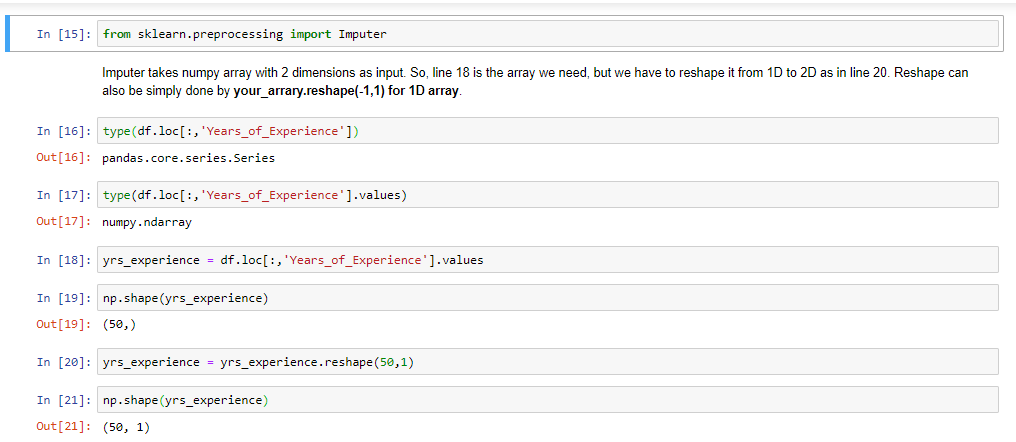 In [15]: from sklearn.preprocessing import Imputer
Imputer takes numpy array with 2 dimensions as input. So, line 18 is the array we need, but we have to reshape it from 1D to 2D as in line 20. Reshape can
also be simply done by your_arrary.reshape(-1,1) for 1D array.
In [16]: type(df.loc[:,'Years_of_Experience'])
Out[16]: pandas.core.series.Series
In [17]: type(df.loc[:,'Years_of_Experience'].values)
Out[17]: numpy.ndarray
In [18]: yrs_experience = df.loc[:,'Years_of_Experience'].values
In [19]: np.shape(yrs_experience)
Out[19]: (50,)
In [20]: yrs_experience = yrs_experience.reshape(50,1)
In [21]: np.shape(yrs_experience)
Out[21]: (50, 1)